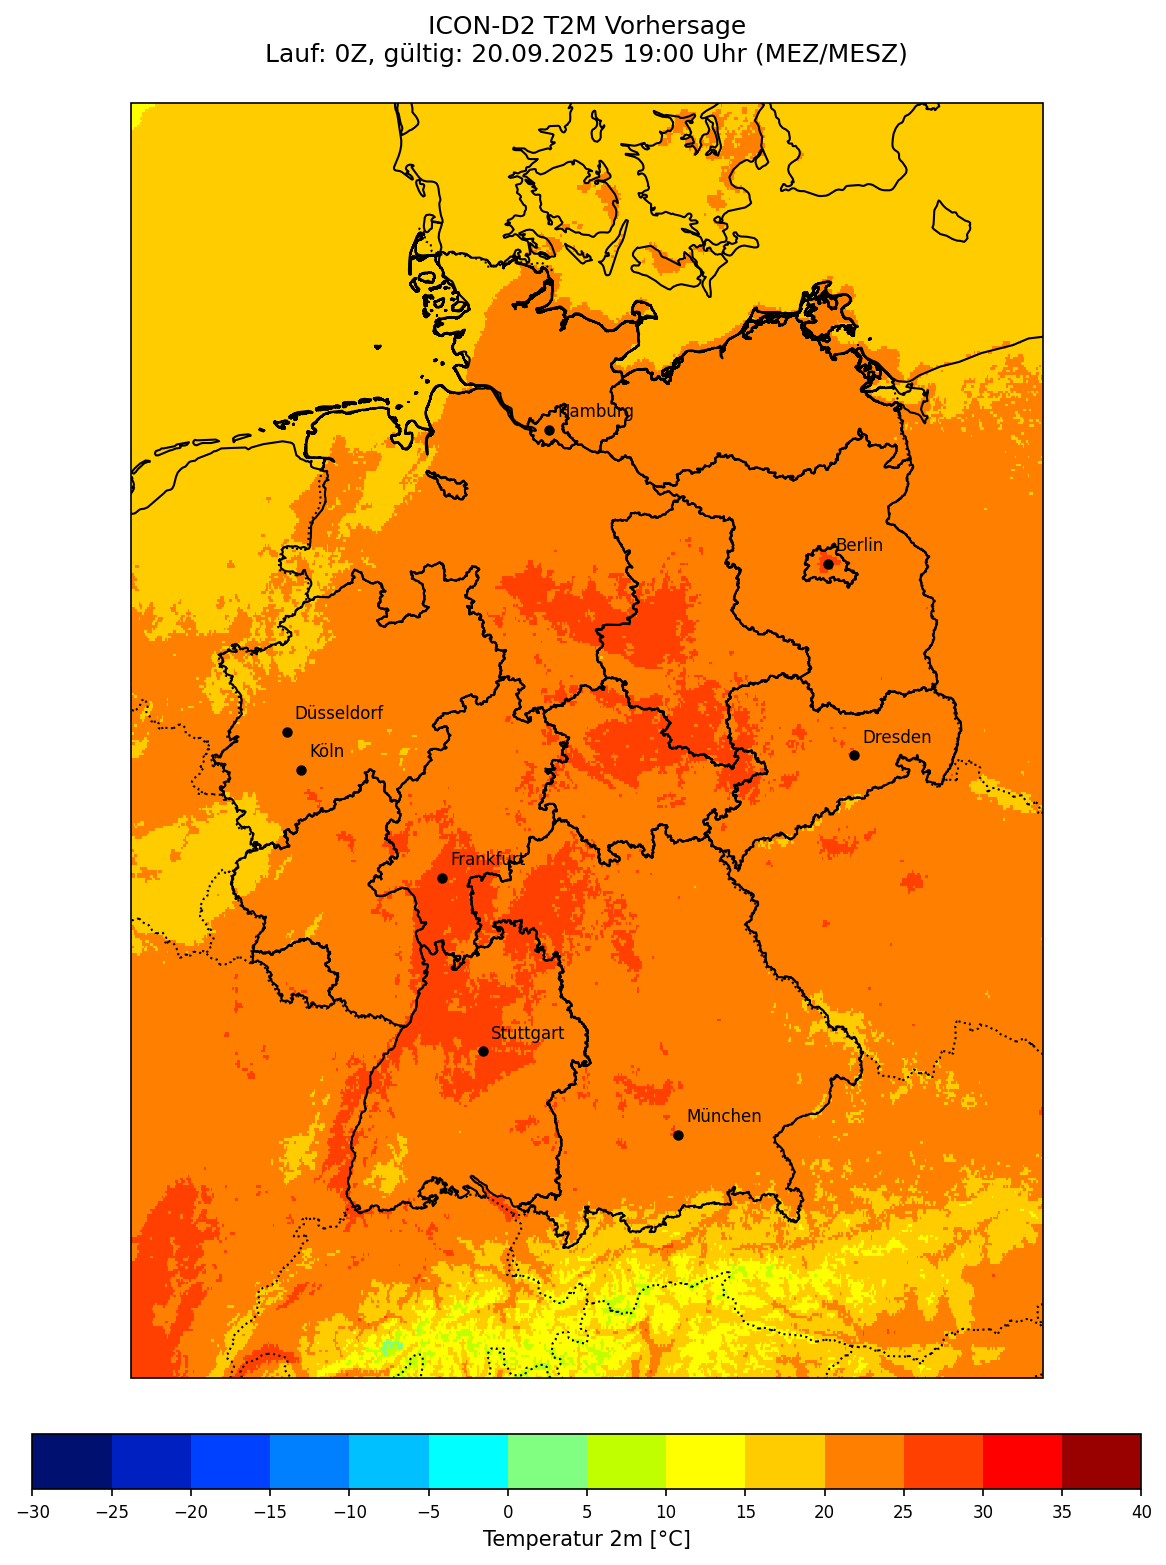 ICON-D2 T2M Vorhersage
Lauf: 0Z, gültig: 20.09.2025 19:00 Uhr (MEZ/MESZ)
Hamburg
Berlin
Düsseldorf
Dresden
Köln
Frankfurt
Stuttgart
München
−30 −25 −20 −15 −10 −5 0 5 10 15 20 25 30 35 40
Temperatur 2m [°C]